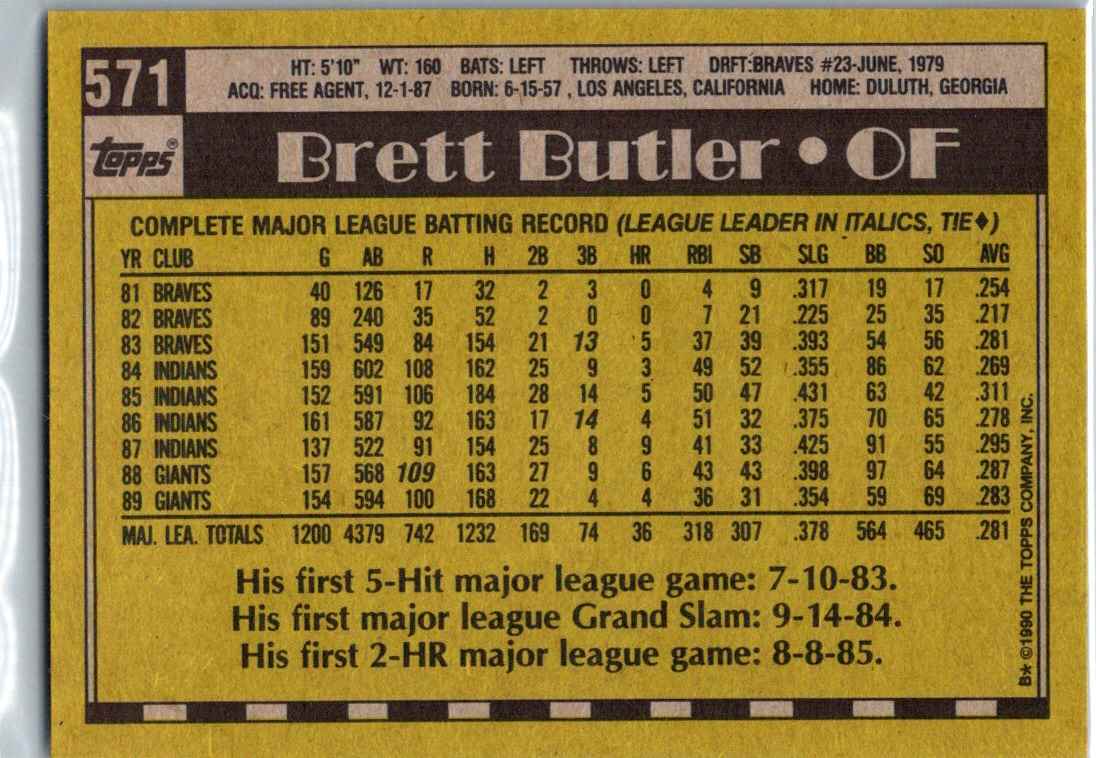 571
HT: 5'10" WT: 160 BATS: LEFT THROWS: LEFT DRFT:BRAVES #23-JUNE, 1979
ACQ: FREE AGENT, 12-1-87 BORN: 6-15-57 , LOS ANGELES, CALIFORNIA HOME: DULUTH, GEORGIA
topps®
Brett Butler • OF
COMPLETE MAJOR LEAGUE BATTING RECORD (LEAGUE LEADER IN ITALICS, TIE♦)
YR CLUB G AB R H 2B 3B HR RBI SB SLG BB SO AVG
81 BRAVES 40 126 17 32 2 3 0 4 9 .317 19 17 .254
82 BRAVES 89 240 35 52 2 0 0 7 21 .225 25 35 .217
83 BRAVES 151 549 84 154 21 13 5 37 39 .393 54 56 .281
84 INDIANS 159 602 108 162 25 9 3 49 52 .355 86 62 .269
85 INDIANS 152 591 106 184 28 14 5 50 47 .431 63 42 .311
86 INDIANS 161 587 92 163 17 14 4 51 32 .375 70 65 .278
87 INDIANS 137 522 91 154 25 8 9 41 33 .425 91 55 .295
88 GIANTS 157 568 109 163 27 9 6 43 43 .398 97 64 .287
89 GIANTS 154 594 100 168 22 4 4 36 31 .354 59 69 .283
MAJ. LEA. TOTALS 1200 4379 742 1232 169 74 36 318 307 .378 564 465 .281
His first 5-Hit major league game: 7-10-83.
His first major league Grand Slam: 9-14-84.
His first 2-HR major league game: 8-8-85.
B* ©1990 THE TOPPS COMPANY, INC.